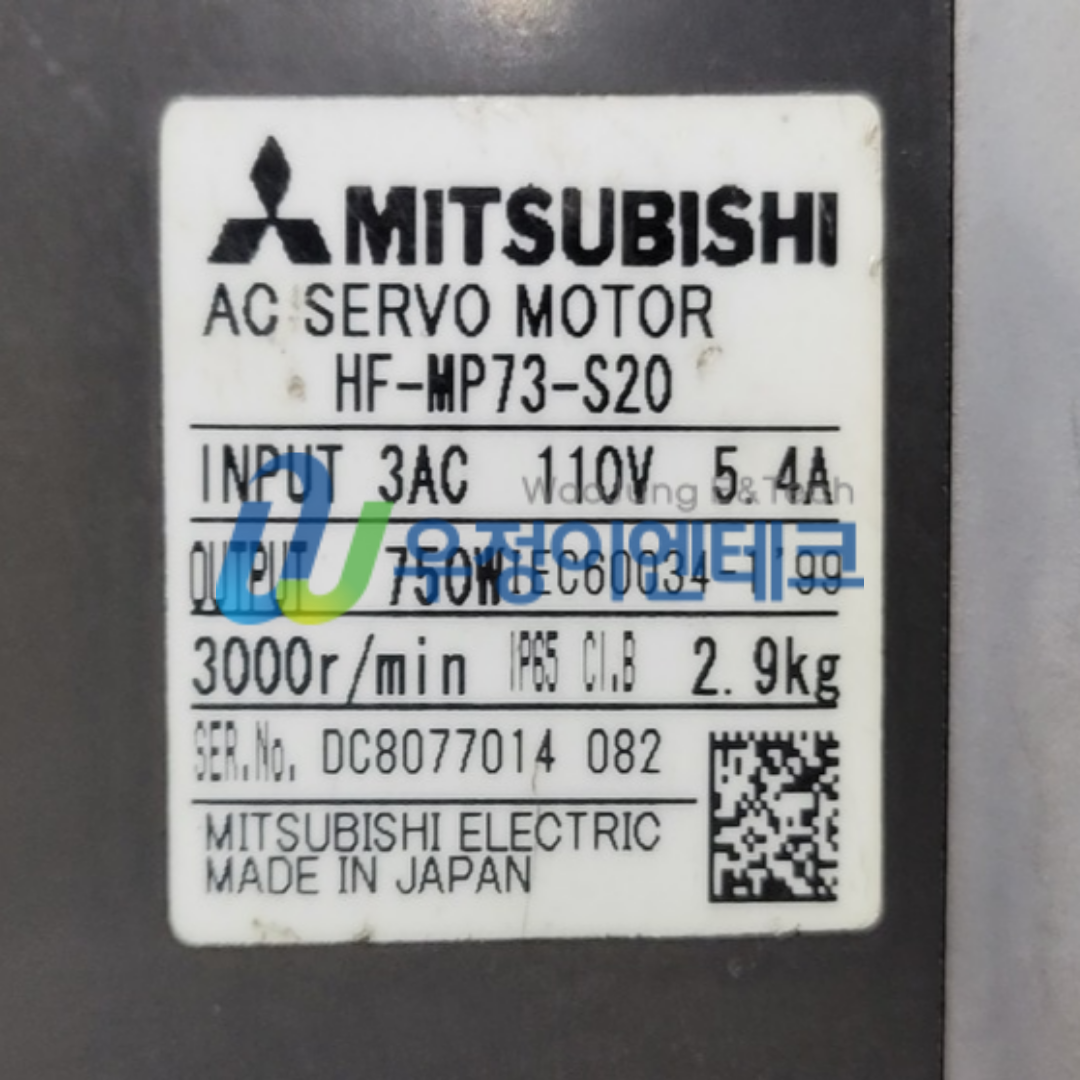 MITSUBISHI
AC SERVO MOTOR
HF-MP73-S20
INPUT 3AC 110V 5.4A
WooJung E&Tech
우정이엔테크
OUTPUT 750W IEC60034-1'99
3000r/min IP65 CI.B 2.9kg
SER.No. DC8077014 082
MITSUBISHI ELECTRIC
MADE IN JAPAN